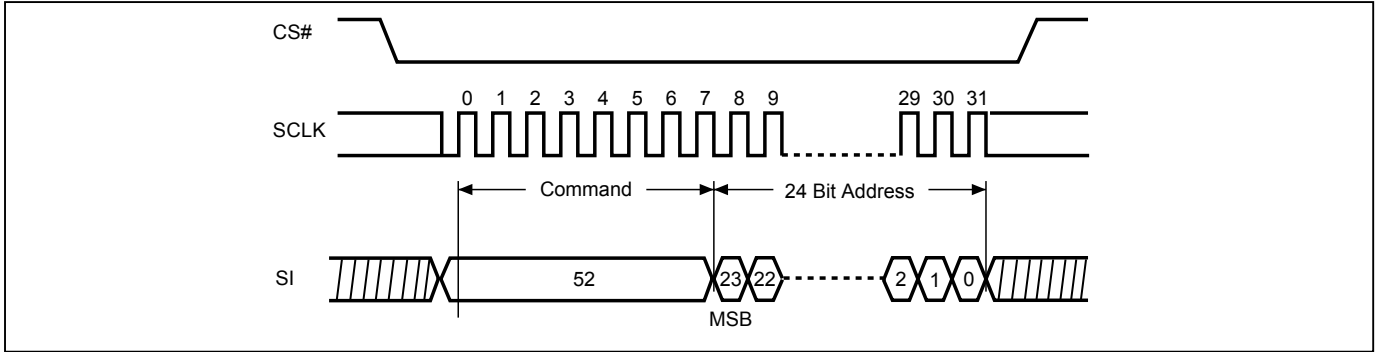 CS#
0 1 2 3 4 5 6 7 8 9 29 30 31
SCLK
Command 24 Bit Address
SI 52 23 22 2 1 0
MSB